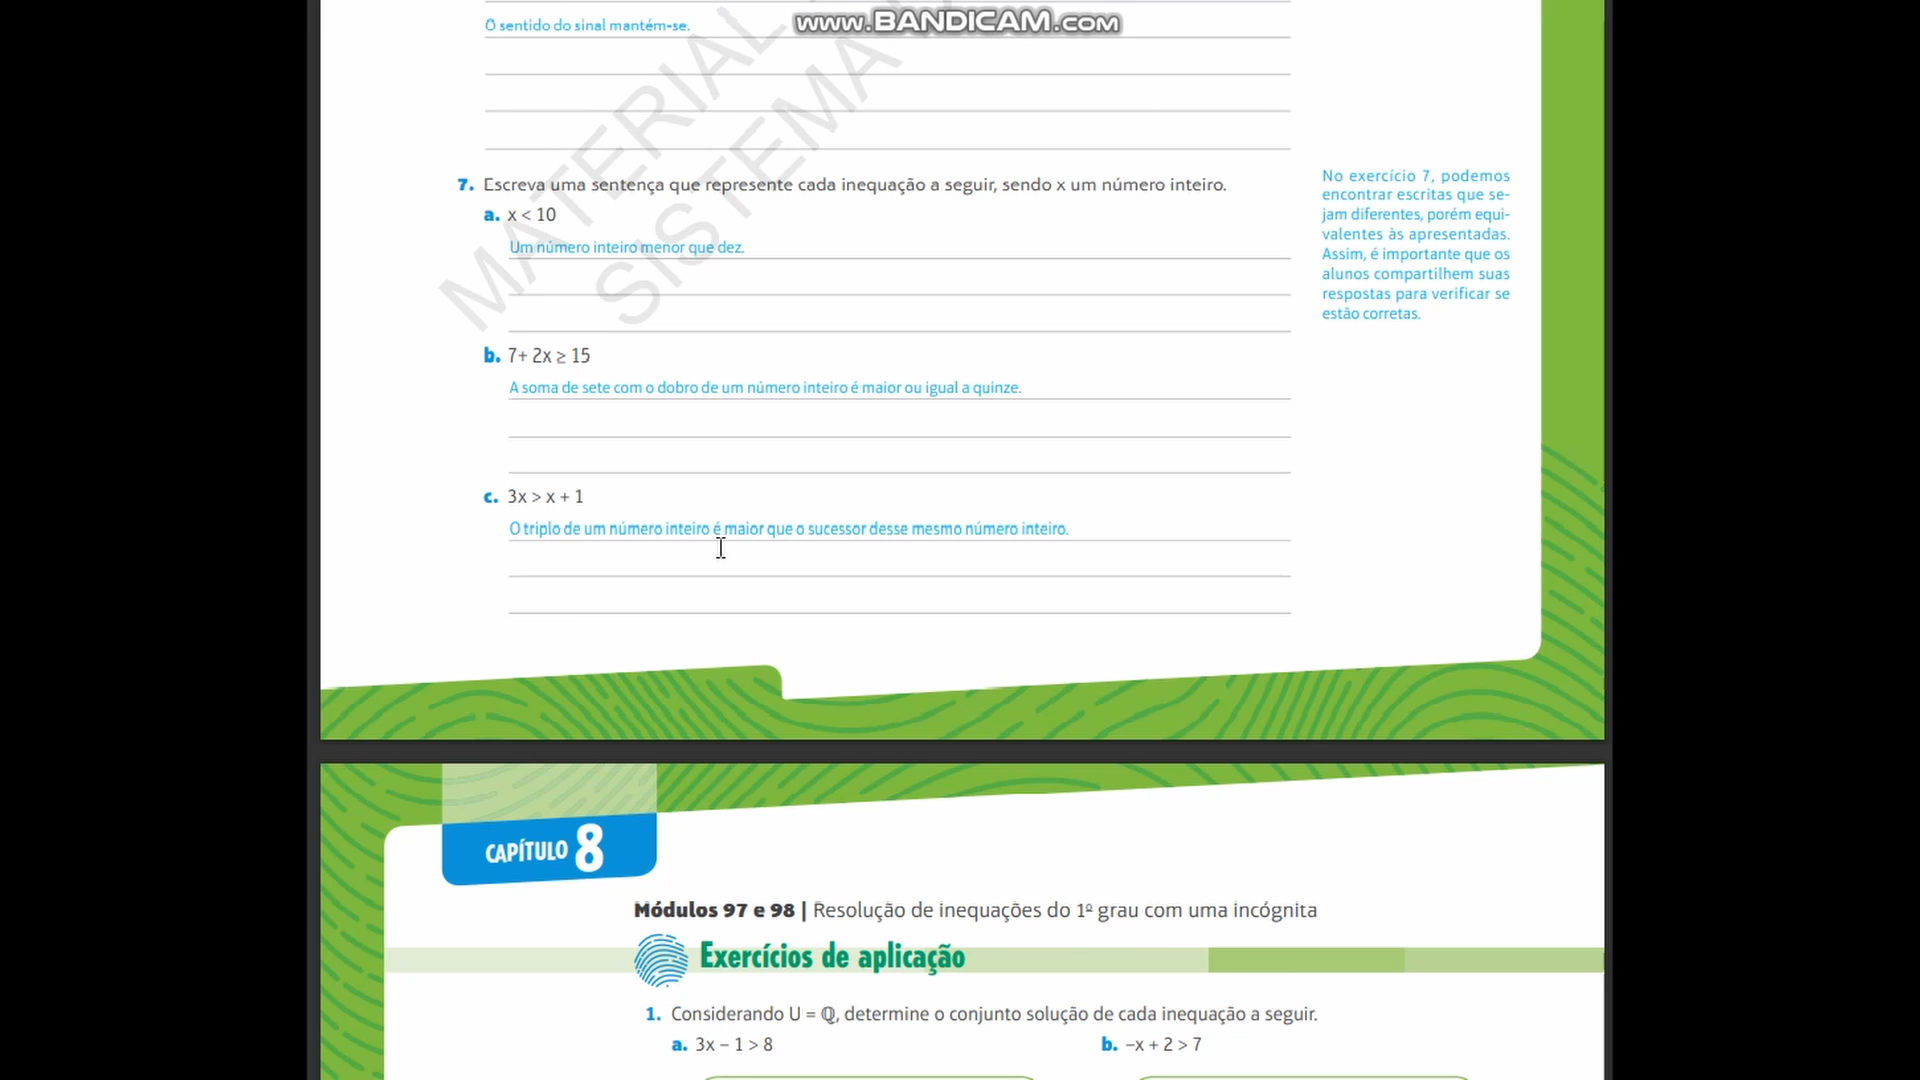 www.BANDICAM.com
O sentido do sinal mantém-se.
MATERIAL
SISTEMA
7. Escreva uma sentença que represente cada inequação a seguir, sendo x um número inteiro.
a. x < 10
Um número inteiro menor que dez.
b. 7+ 2x ≥ 15
A soma de sete com o dobro de um número inteiro é maior ou igual a quinze.
c. 3x > x + 1
O triplo de um número inteiro é maior que o sucessor desse mesmo número inteiro.
No exercício 7, podemos
encontrar escritas que se-
jam diferentes, porém equi-
valentes às apresentadas.
Assim, é importante que os
alunos compartilhem suas
respostas para verificar se
estão corretas.
CAPÍTULO 8
Módulos 97 e 98 | Resolução de inequações do 1º grau com uma incógnita
Exercícios de aplicação
1. Considerando U = ℚ, determine o conjunto solução de cada inequação a seguir.
a. 3x – 1 > 8
b. –x + 2 > 7